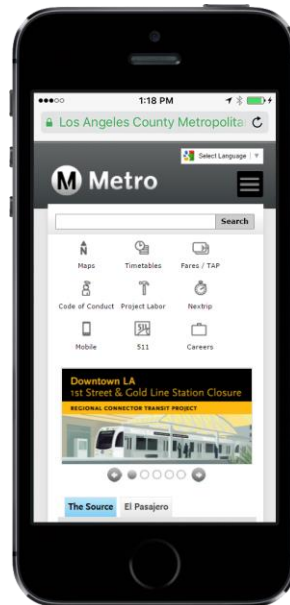 1:18 PM
Los Angeles County Metropolita
Select Language
M Metro
Search
Maps Timetables Fares / TAP
Code of Conduct Project Labor Nextrip
Mobile 511 Careers
Downtown LA
1st Street & Gold Line Station Closure
REGIONAL CONNECTOR TRANSIT PROJECT
The Source El Pasajero